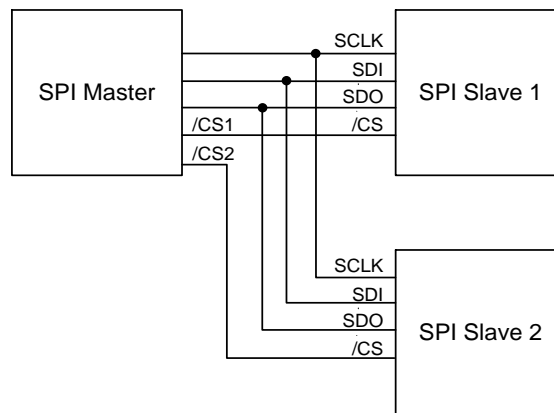 SCLK
SDI
SPI Master
SDO
SPI Slave 1
/CS1
/CS
/CS2
SCLK
SDI
SDO
SPI Slave 2
/CS